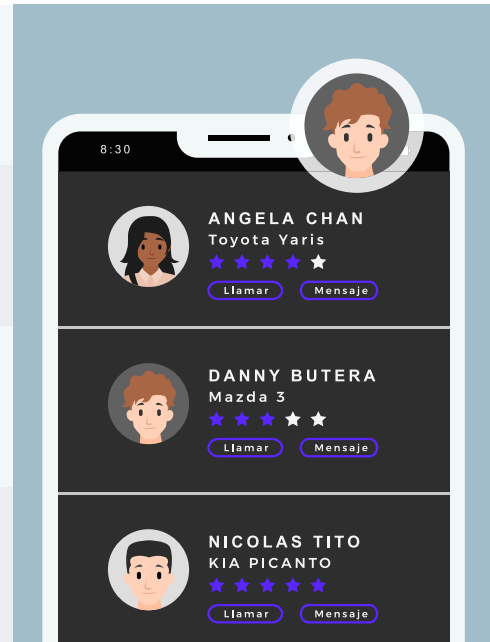 8:30
ANGELA CHAN
Toyota Yaris
Llamar Mensaje
DANNY BUTERA
Mazda 3
Llamar Mensaje
NICOLAS TITO
KIA PICANTO
Llamar Mensaje